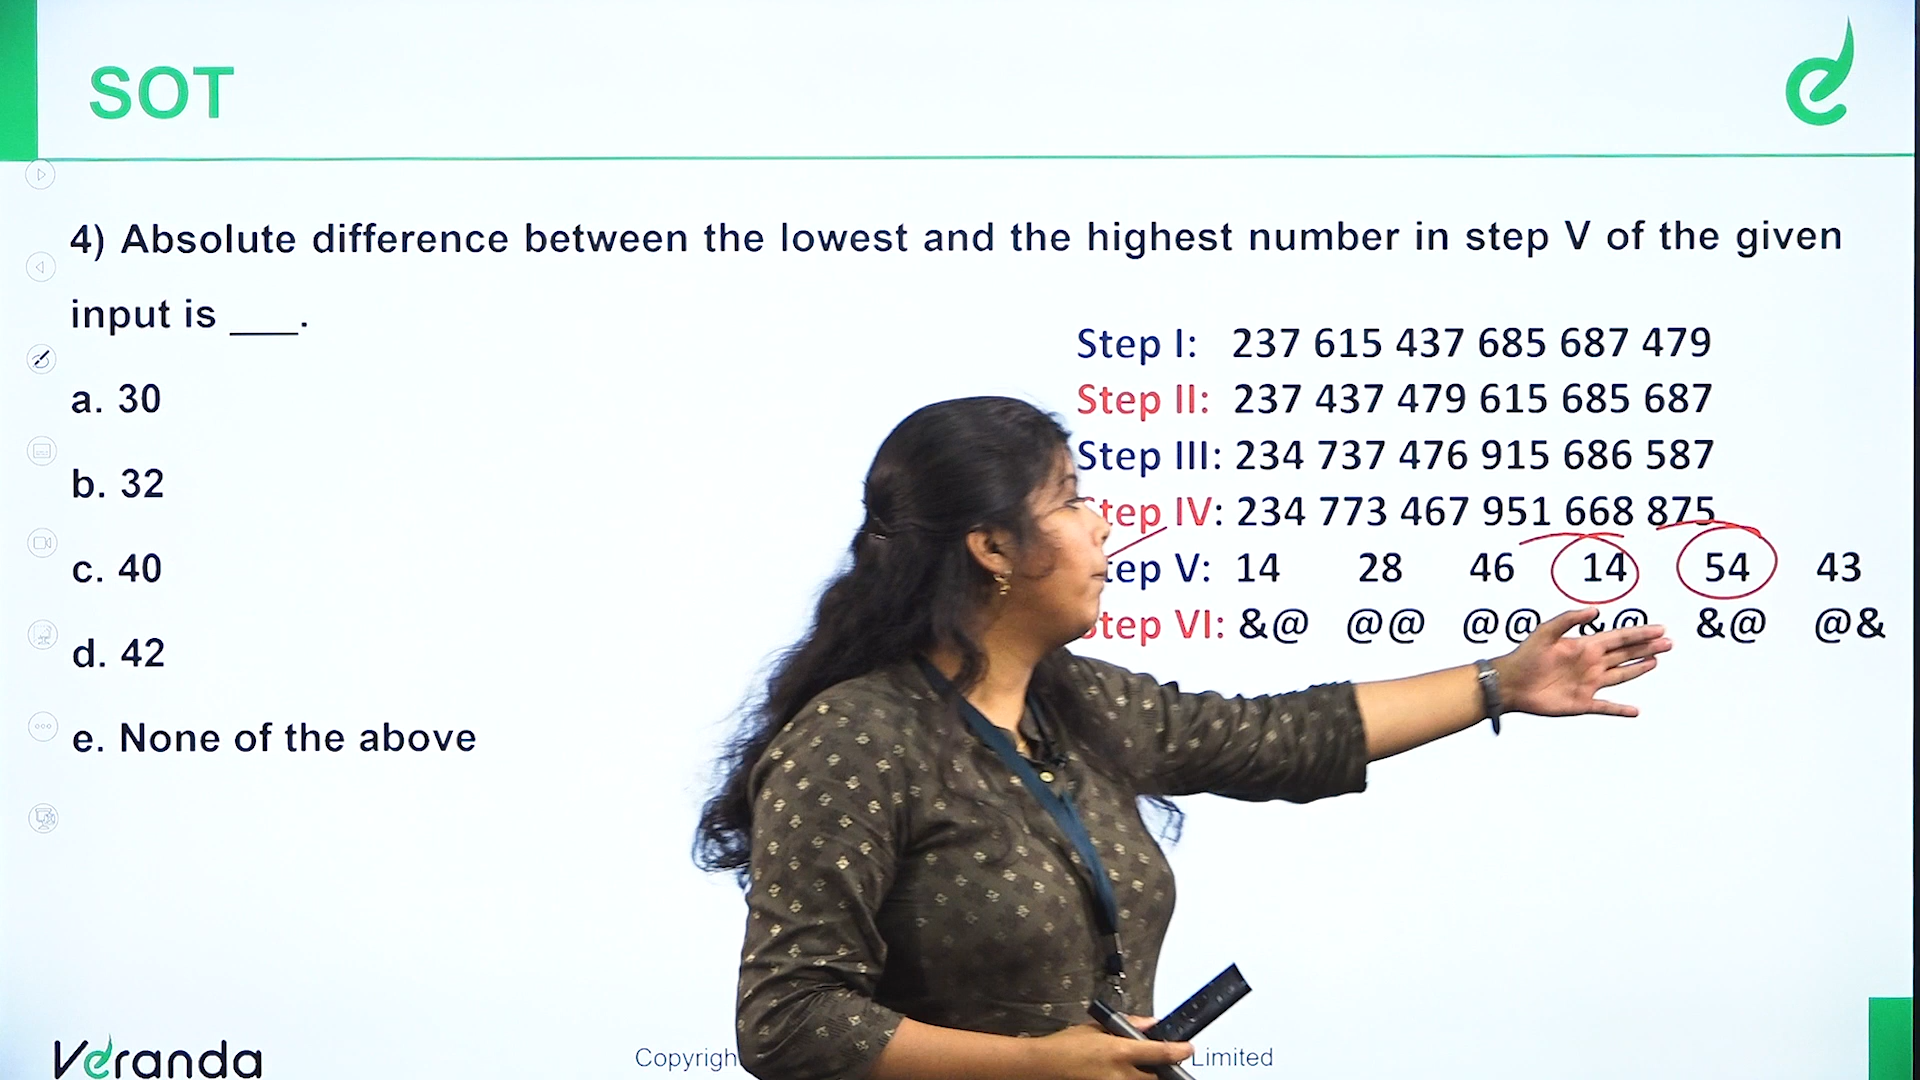 SOT
4) Absolute difference between the lowest and the highest number in step V of the given
input is ___.
a. 30
b. 32
c. 40
d. 42
e. None of the above
Step I: 237 615 437 685 687 479
Step II: 237 437 479 615 685 687
Step III: 234 737 476 915 686 587
Step IV: 234 773 467 951 668 875
tep V: 14 28 46 14 54 43
Step VI: &@ @@ @@ &@ &@ @&
Veranda
Copyrigh Limited